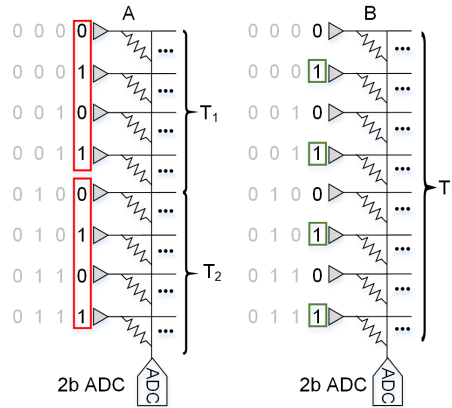 A B
0 0 0 0 ... 0 0 0 0 ...
0 0 0 1 ... 0 0 0 1 ...
0 0 1 0 ... T₁ 0 0 1 0 ...
0 0 1 1 ... 0 0 1 1 ...
0 1 0 0 ... 0 1 0 0 ... T
0 1 0 1 ... 0 1 0 1 ...
0 1 1 0 ... T₂ 0 1 1 0 ...
0 1 1 1 ... 0 1 1 1 ...
2b ADC ADC 2b ADC ADC